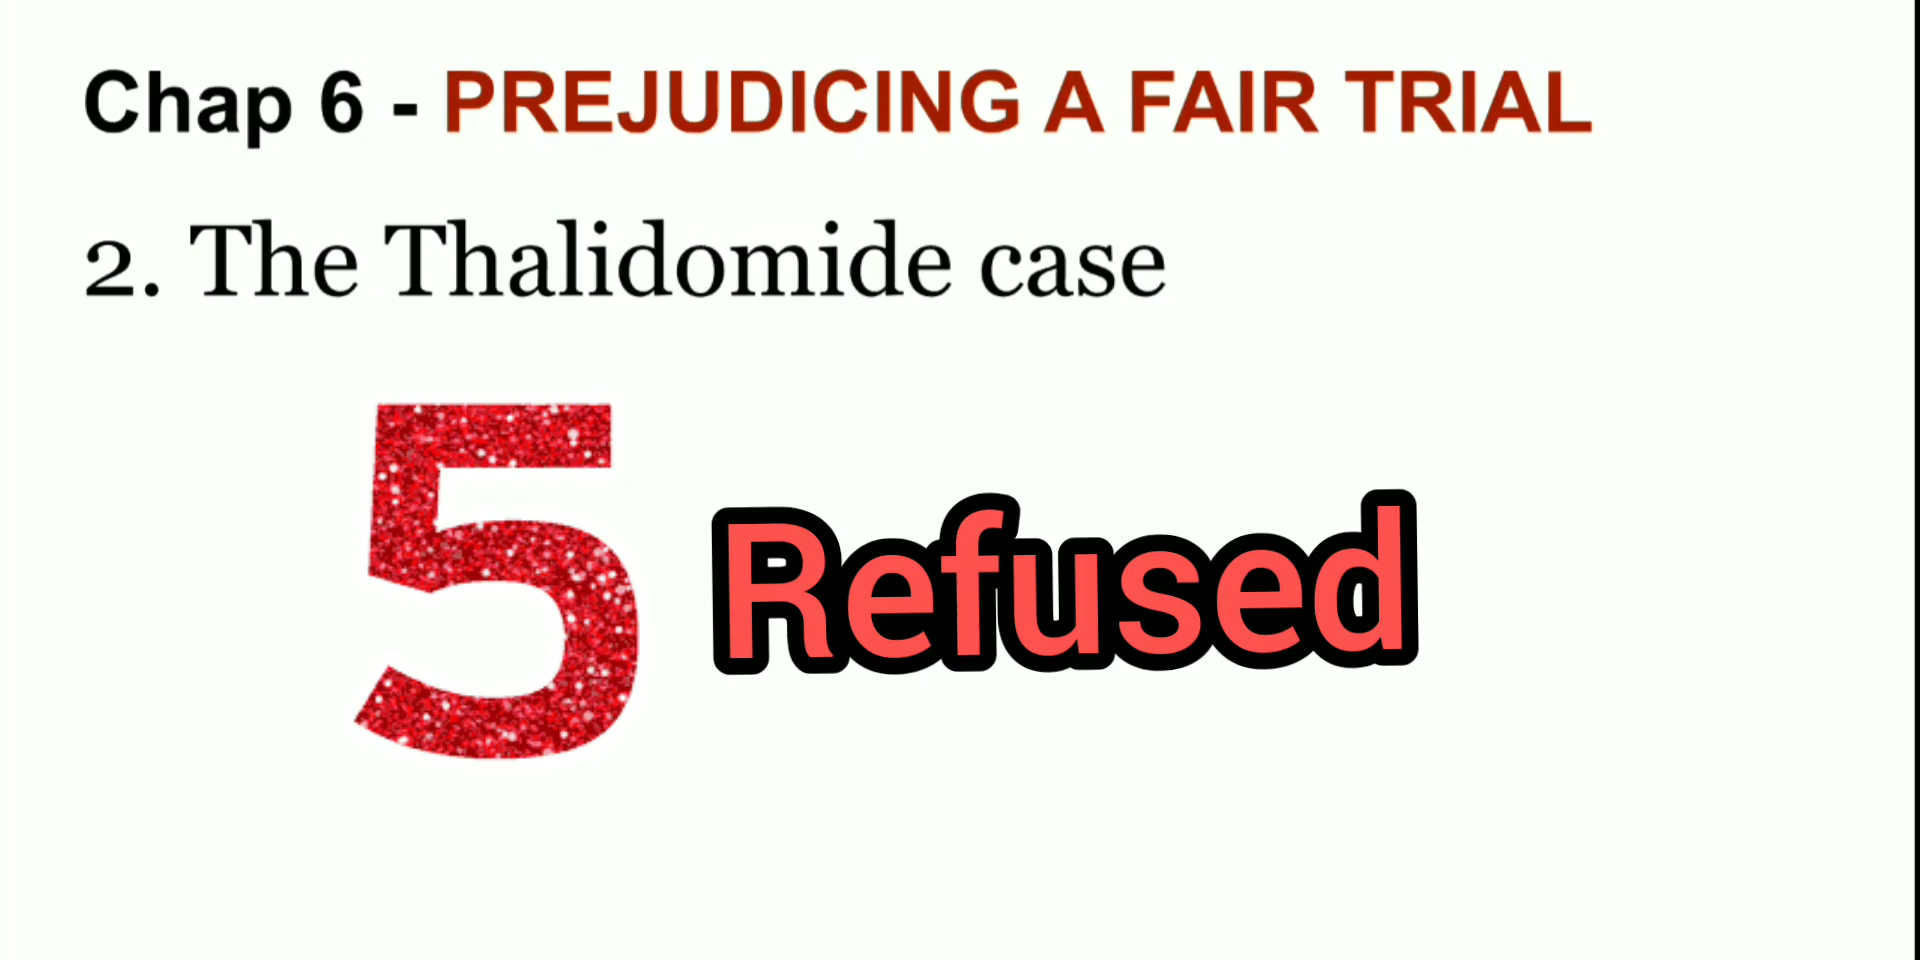 Chap 6 - PREJUDICING A FAIR TRIAL
2. The Thalidomide case
5 Refused